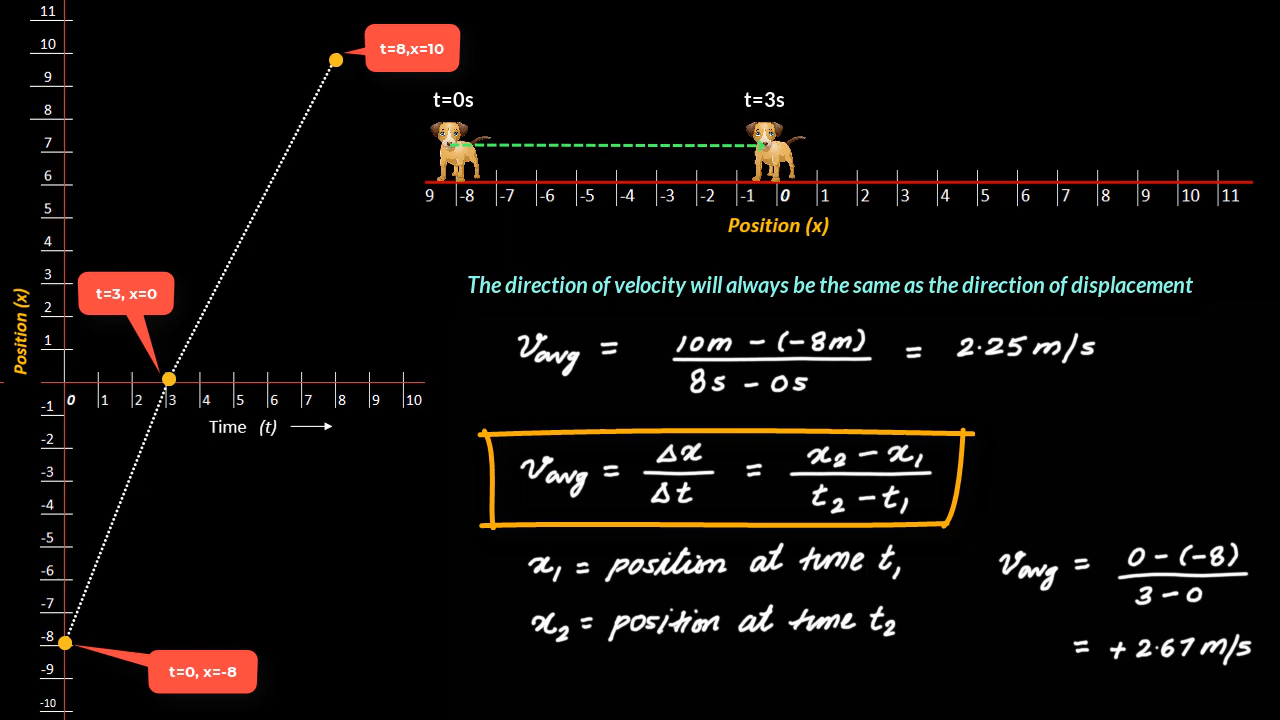 11
10
9
8
7
6
5
4
3
2
1
-1
-2
-3
-4
-5
-6
-7
-8
-9
-10
Position (x)
0 1 2 3 4 5 6 7 8 9 10
Time (t)
t=8,x=10
t=3, x=0
t=0, x=-8
t=0s t=3s
9 -8 -7 -6 -5 -4 -3 -2 -1 0 1 2 3 4 5 6 7 8 9 10 11
Position (x)
The direction of velocity will always be the same as the direction of displacement
Vavg = 10m - (-8m) / 8s - 0s = 2.25 m/s
Vavg = Δx / Δt = x2 - x1 / t2 - t1
x1 = position at time t1
x2 = position at time t2
Vavg = 0 - (-8) / 3 - 0
= + 2.67 m/s